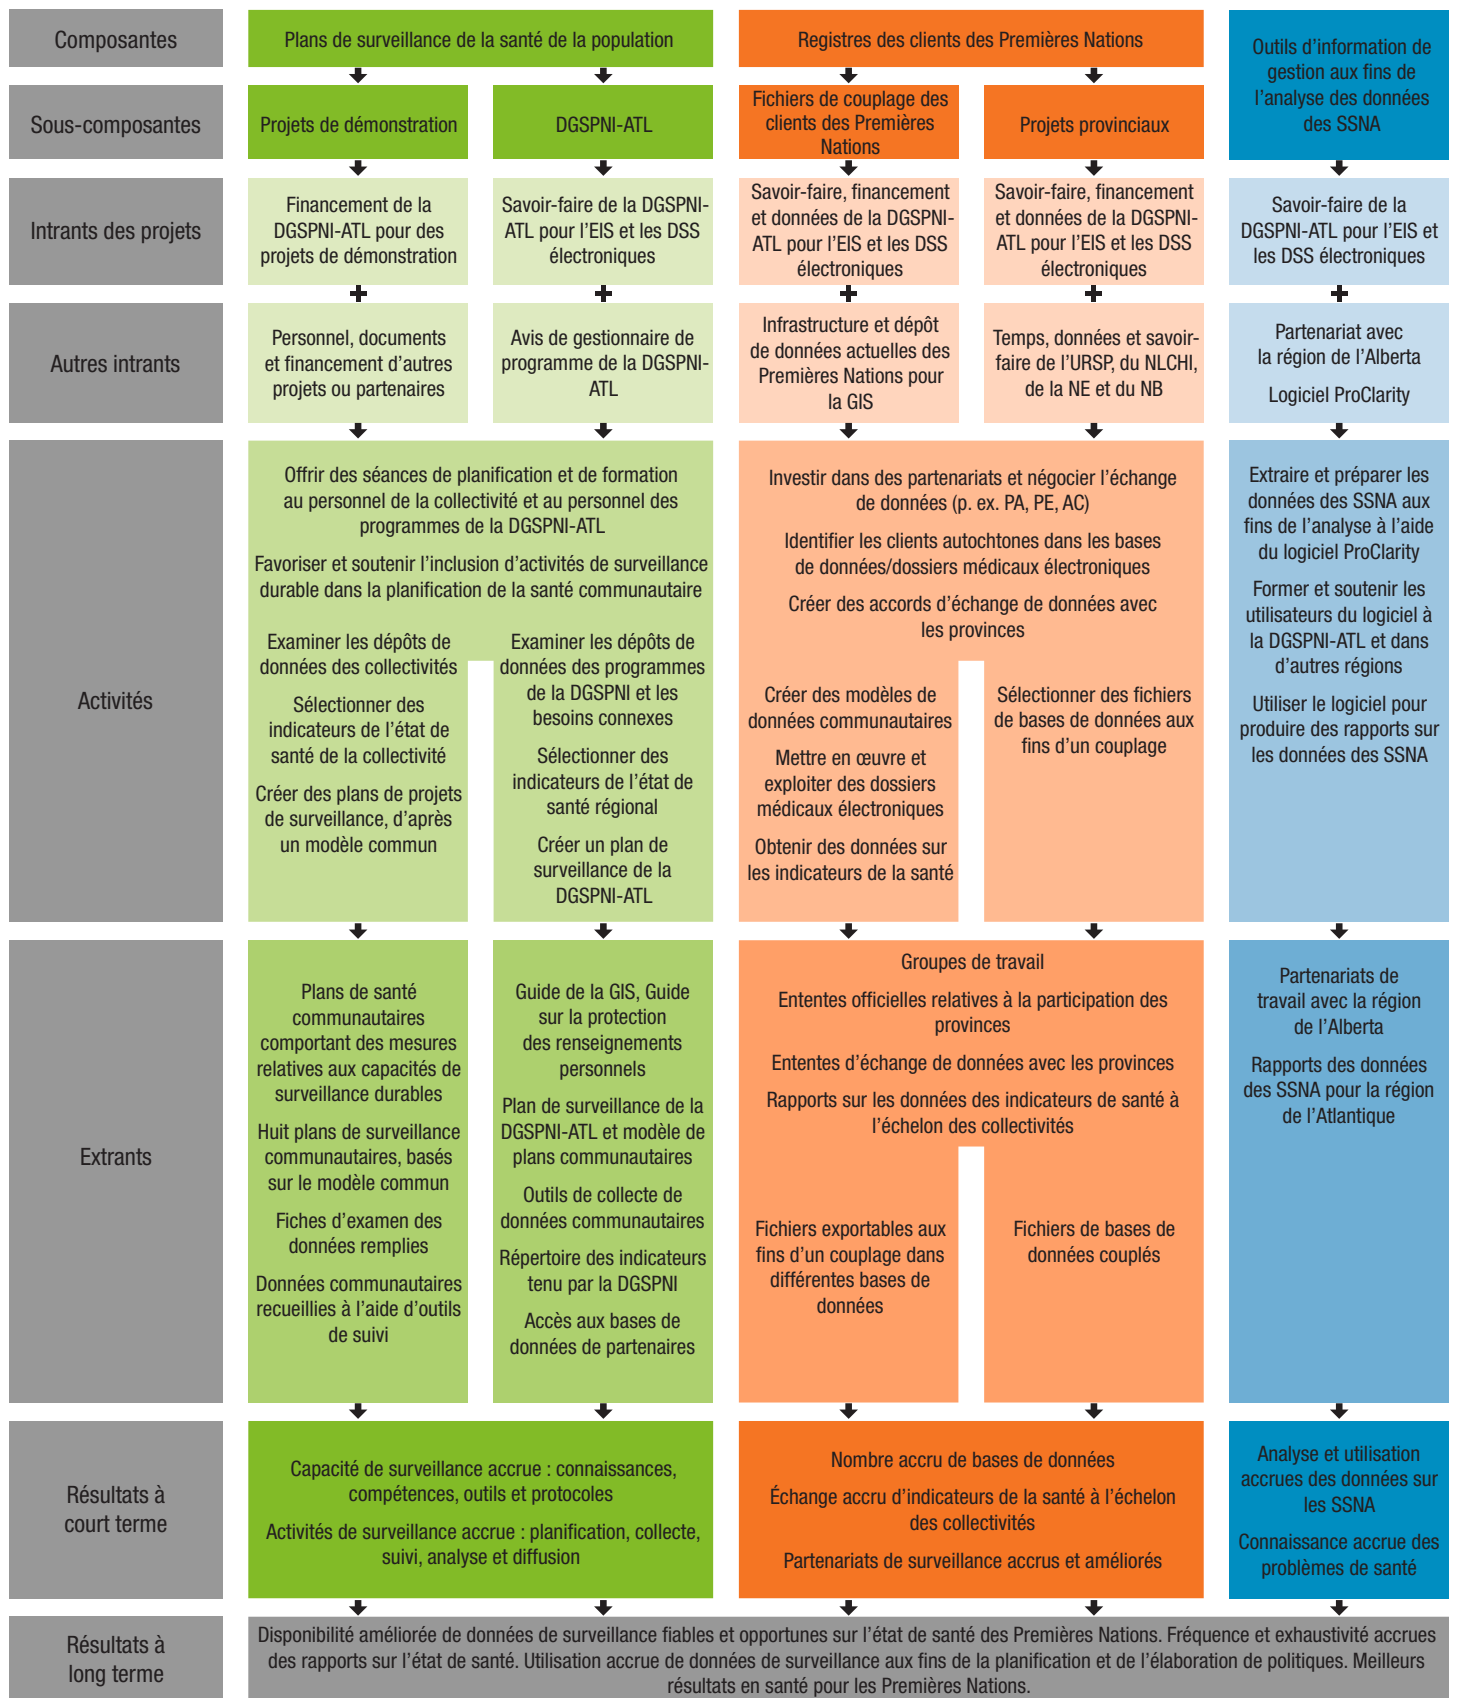 Composantes
Plans de surveillance de la santé de la population
Registres des clients des Premières Nations
Outils d'information de
gestion aux fins de
l'analyse des données
des SSNA
Sous-composantes
Projets de démonstration
DGSPNI-ATL
Fichiers de couplage des
clients des Premières
Nations
Projets provinciaux
Intrants des projets
Financement de la
DGSPNI-ATL pour des
projets de démonstration
Savoir-faire de la DGSPNI-
ATL pour l'EIS et les DSS
électroniques
Savoir-faire, financement
et données de la DGSPNI-
ATL pour l'EIS et les DSS
électroniques
Savoir-faire, financement
et données de la DGSPNI-
ATL pour l'EIS et les DSS
électroniques
Savoir-faire de la
DGSPNI-ATL pour l'EIS et
les DSS électroniques
Autres intrants
Personnel, documents
et financement d'autres
projets ou partenaires
Avis de gestionnaire de
programme de la DGSPNI-
ATL
Infrastructure et dépôt
de données actuelles des
Premières Nations pour
la GIS
Temps, données et savoir-
faire de l'URSP, du NLCHI,
de la NE et du NB
Partenariat avec
la région de l'Alberta
Logiciel ProClarity
Activités
Offrir des séances de planification et de formation
au personnel de la collectivité et au personnel des
programmes de la DGSPNI-ATL
Favoriser et soutenir l'inclusion d'activités de surveillance
durable dans la planification de la santé communautaire
Examiner les dépôts de
données des collectivités
Sélectionner des
indicateurs de l'état de
santé de la collectivité
Créer des plans de projets
de surveillance, d'après
un modèle commun
Examiner les dépôts de
données des programmes
de la DGSPNI et les
besoins connexes
Sélectionner des
indicateurs de l'état de
santé régional
Créer un plan de
surveillance de la
DGSPNI-ATL
Investir dans des partenariats et négocier l'échange
de données (p. ex. PA, PE, AC)
Identifier les clients autochtones dans les bases
de données/dossiers médicaux électroniques
Créer des accords d'échange de données avec
les provinces
Créer des modèles de
données communautaires
Mettre en œuvre et
exploiter des dossiers
médicaux électroniques
Obtenir des données sur
les indicateurs de la santé
Sélectionner des fichiers
de bases de données aux
fins d'un couplage
Extraire et préparer les
données des SSNA aux
fins de l'analyse à l'aide
du logiciel ProClarity
Former et soutenir les
utilisateurs du logiciel à
la DGSPNI-ATL et dans
d'autres régions
Utiliser le logiciel pour
produire des rapports sur
les données des SSNA
Extrants
Plans de santé
communautaires
comportant des mesures
relatives aux capacités de
surveillance durables
Huit plans de surveillance
communautaires, basés
sur le modèle commun
Fiches d'examen des
données remplies
Données communautaires
recueillies à l'aide d'outils
de suivi
Guide de la GIS, Guide
sur la protection
des renseignements
personnels
Plan de surveillance de la
DGSPNI-ATL et modèle de
plans communautaires
Outils de collecte de
données communautaires
Répertoire des indicateurs
tenu par la DGSPNI
Accès aux bases de
données de partenaires
Groupes de travail
Ententes officielles relatives à la participation des
provinces
Ententes d'échange de données avec les provinces
Rapports sur les données des indicateurs de santé à
l'échelon des collectivités
Fichiers exportables aux
fins d'un couplage dans
différentes bases de
données
Fichiers de bases de
données couplés
Partenariats de
travail avec la région
de l'Alberta
Rapports des données
des SSNA pour la région
de l'Atlantique
Résultats à
court terme
Capacité de surveillance accrue : connaissances,
compétences, outils et protocoles
Activités de surveillance accrue : planification, collecte,
suivi, analyse et diffusion
Nombre accru de bases de données
Échange accru d'indicateurs de la santé à l'échelon
des collectivités
Partenariats de surveillance accrus et améliorés
Analyse et utilisation
accrues des données sur
les SSNA
Connaissance accrue des
problèmes de santé
Résultats à
long terme
Disponibilité améliorée de données de surveillance fiables et opportunes sur l'état de santé des Premières Nations. Fréquence et exhaustivité accrues
des rapports sur l'état de santé. Utilisation accrue de données de surveillance aux fins de la planification et de l'élaboration de politiques. Meilleurs
résultats en santé pour les Premières Nations.